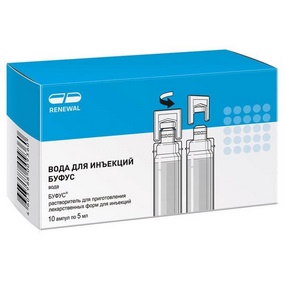 RENEWAL
ВОДА ДЛЯ ИНЪЕКЦИЙ
БУФУС
вода
БУФУС®
растворитель для приготовления
лекарственных форм для инъекций
10 ампул по 5 мл